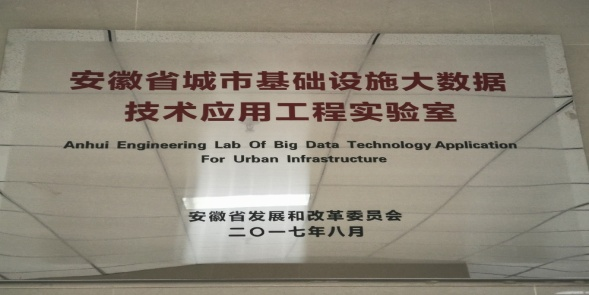 安徽省城市基础设施大数据
技术应用工程实验室
Anhui Engineering Lab Of Big Data Technology Application
For Urban Infrastructure
安徽省发展和改革委员会
二〇一七年八月